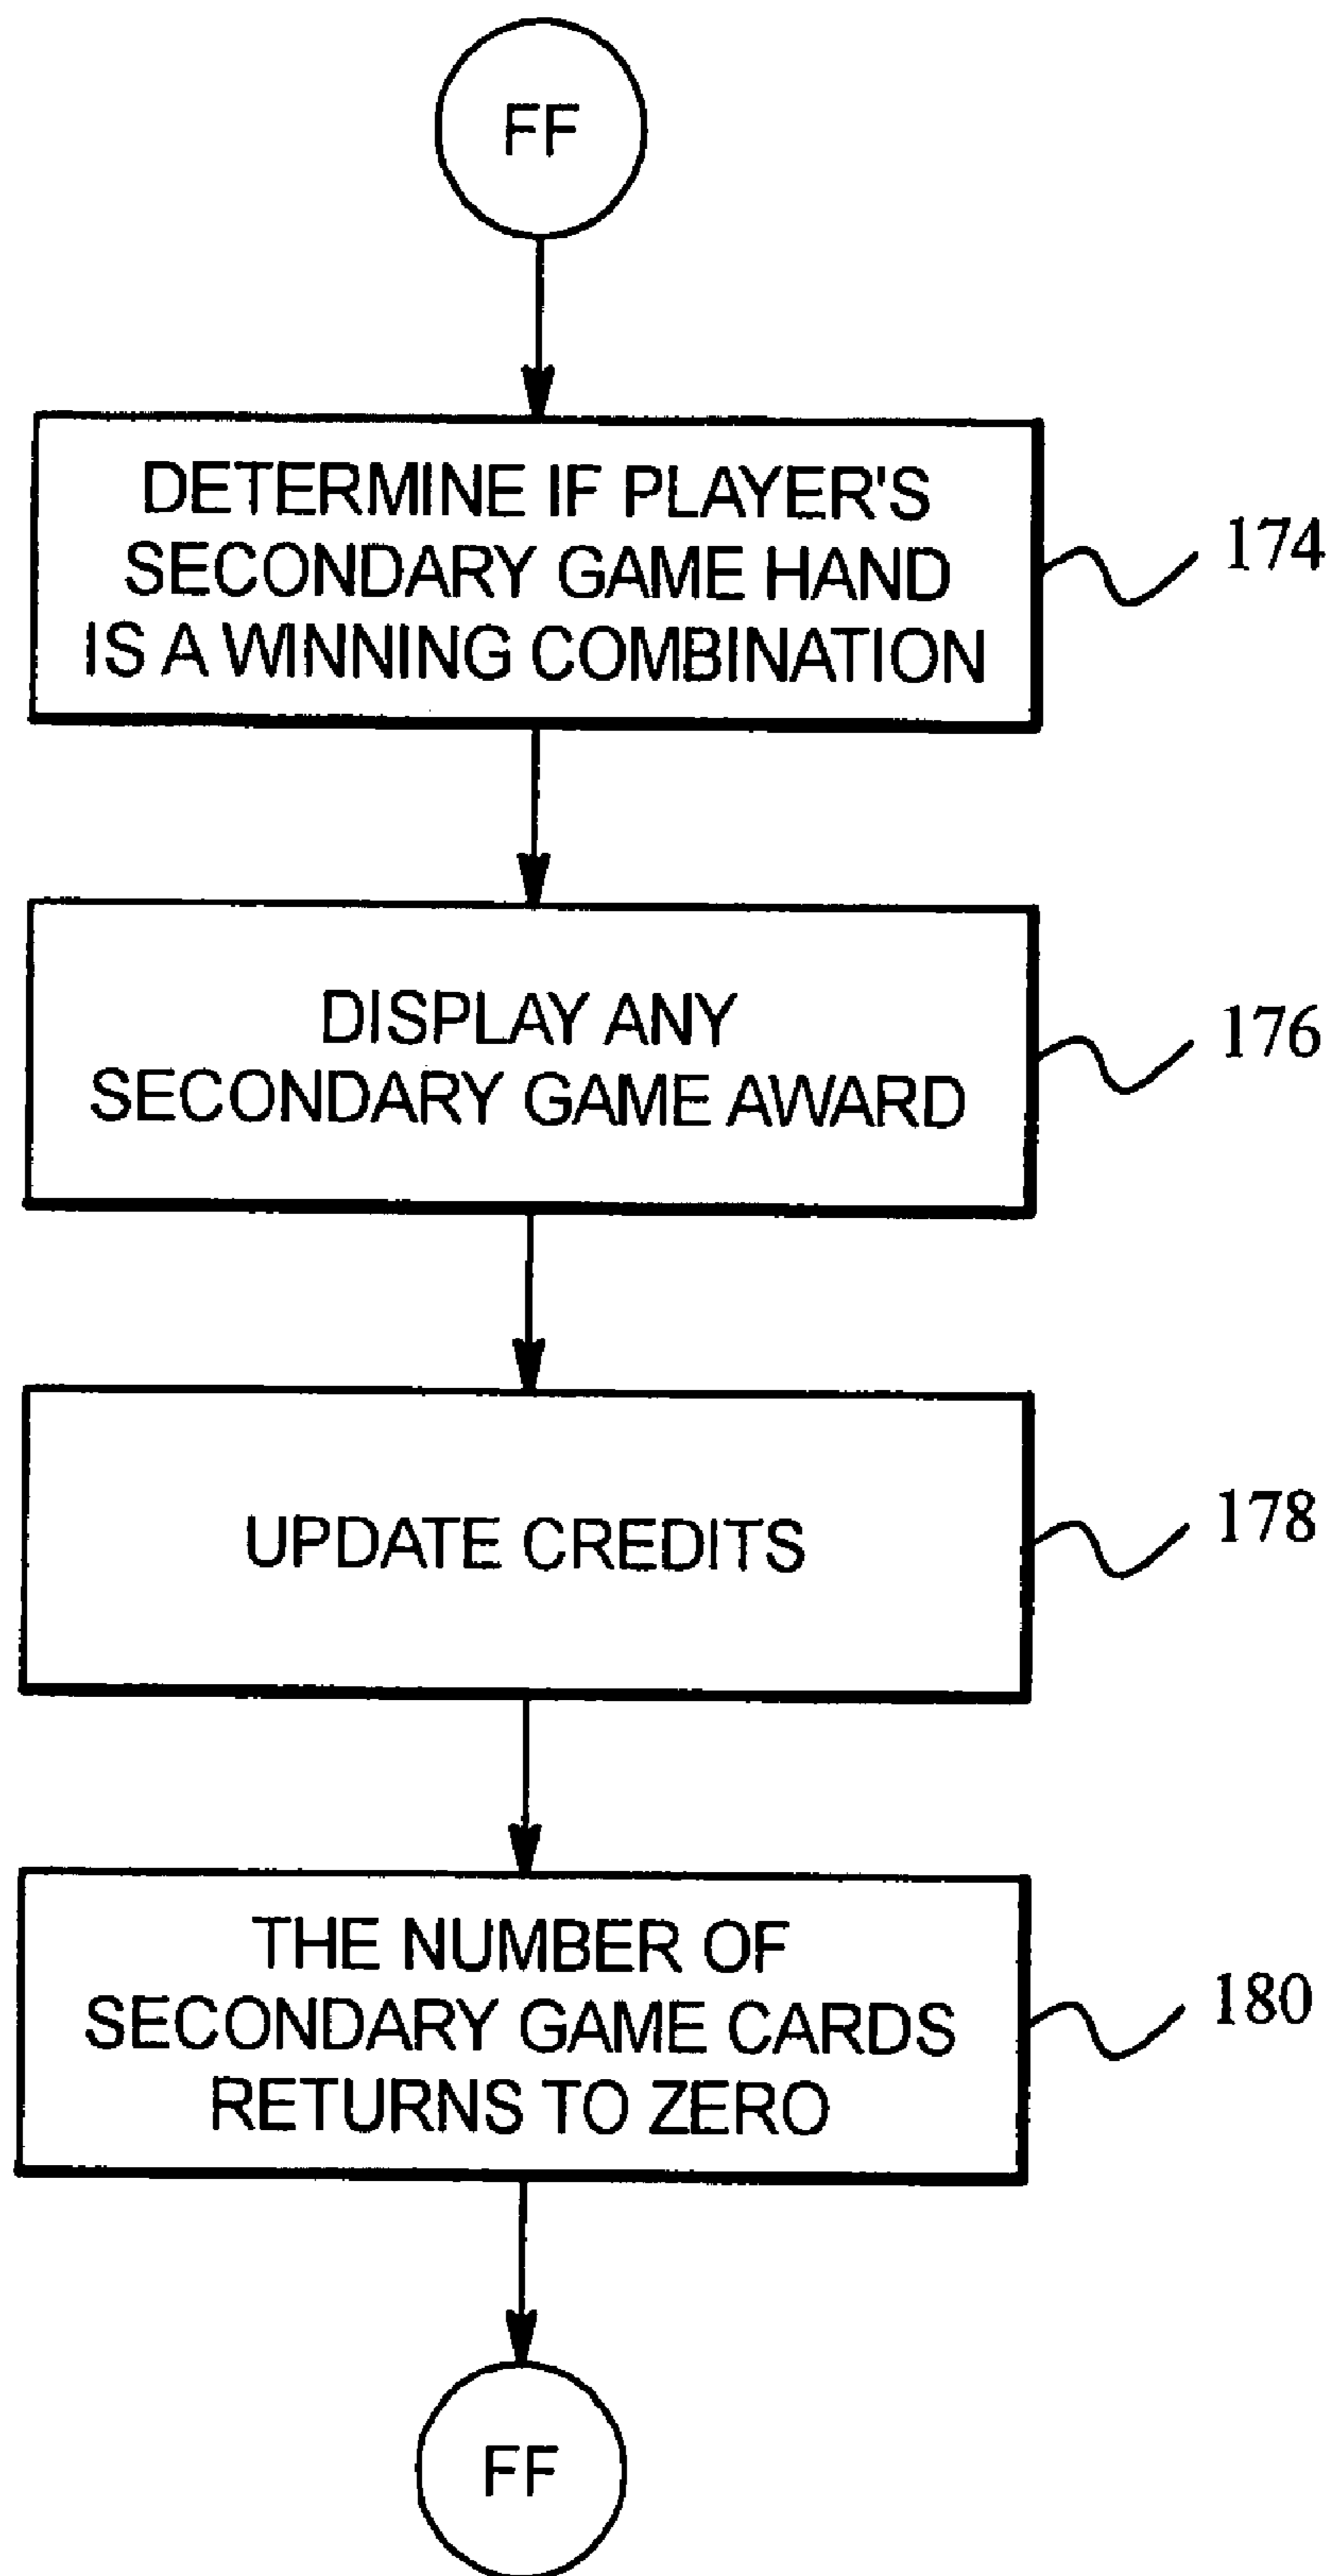 FF
DETERMINE IF PLAYER'S
SECONDARY GAME HAND
IS A WINNING COMBINATION
174
DISPLAY ANY
SECONDARY GAME AWARD
176
UPDATE CREDITS
178
THE NUMBER OF
SECONDARY GAME CARDS
RETURNS TO ZERO
180
FF